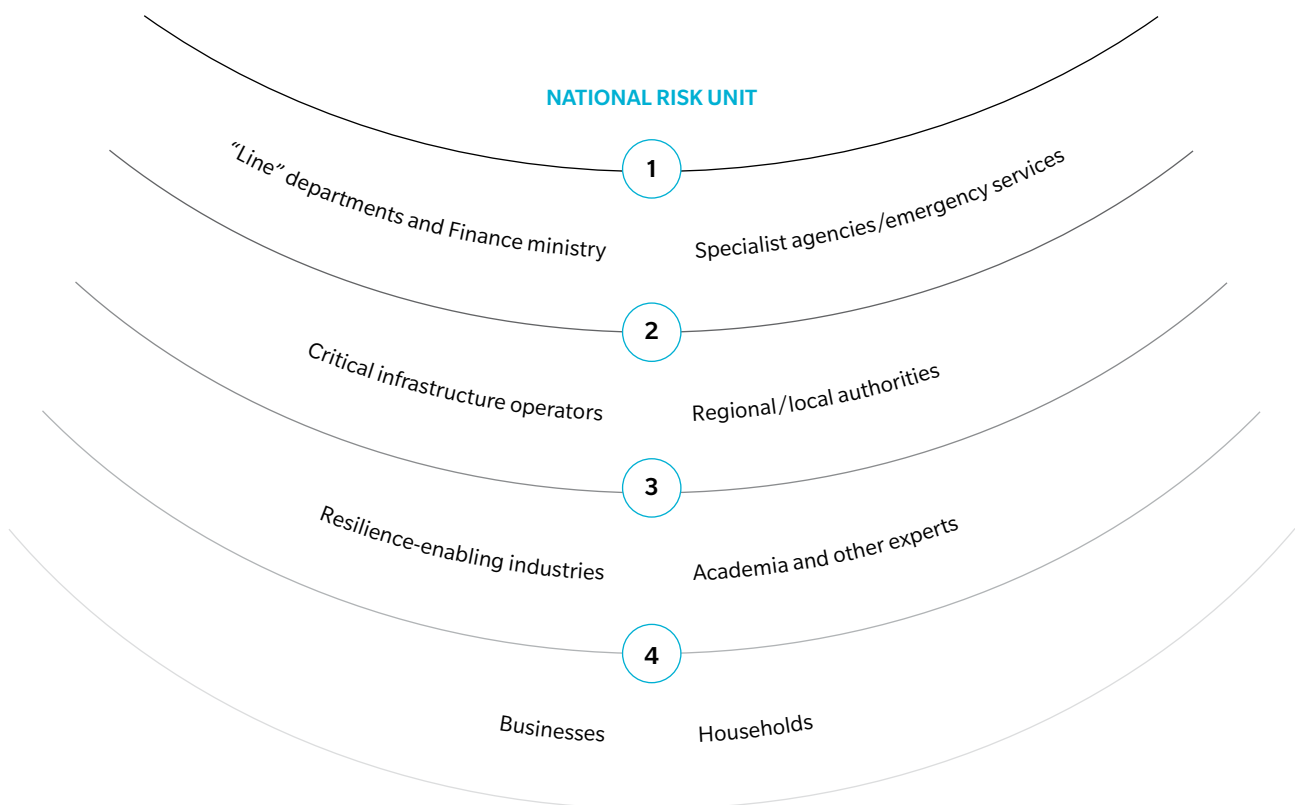 NATIONAL RISK UNIT
1
“Line” departments and Finance ministry
Specialist agencies/emergency services
2
Critical infrastructure operators
Regional/local authorities
3
Resilience-enabling industries
Academia and other experts
4
Businesses
Households